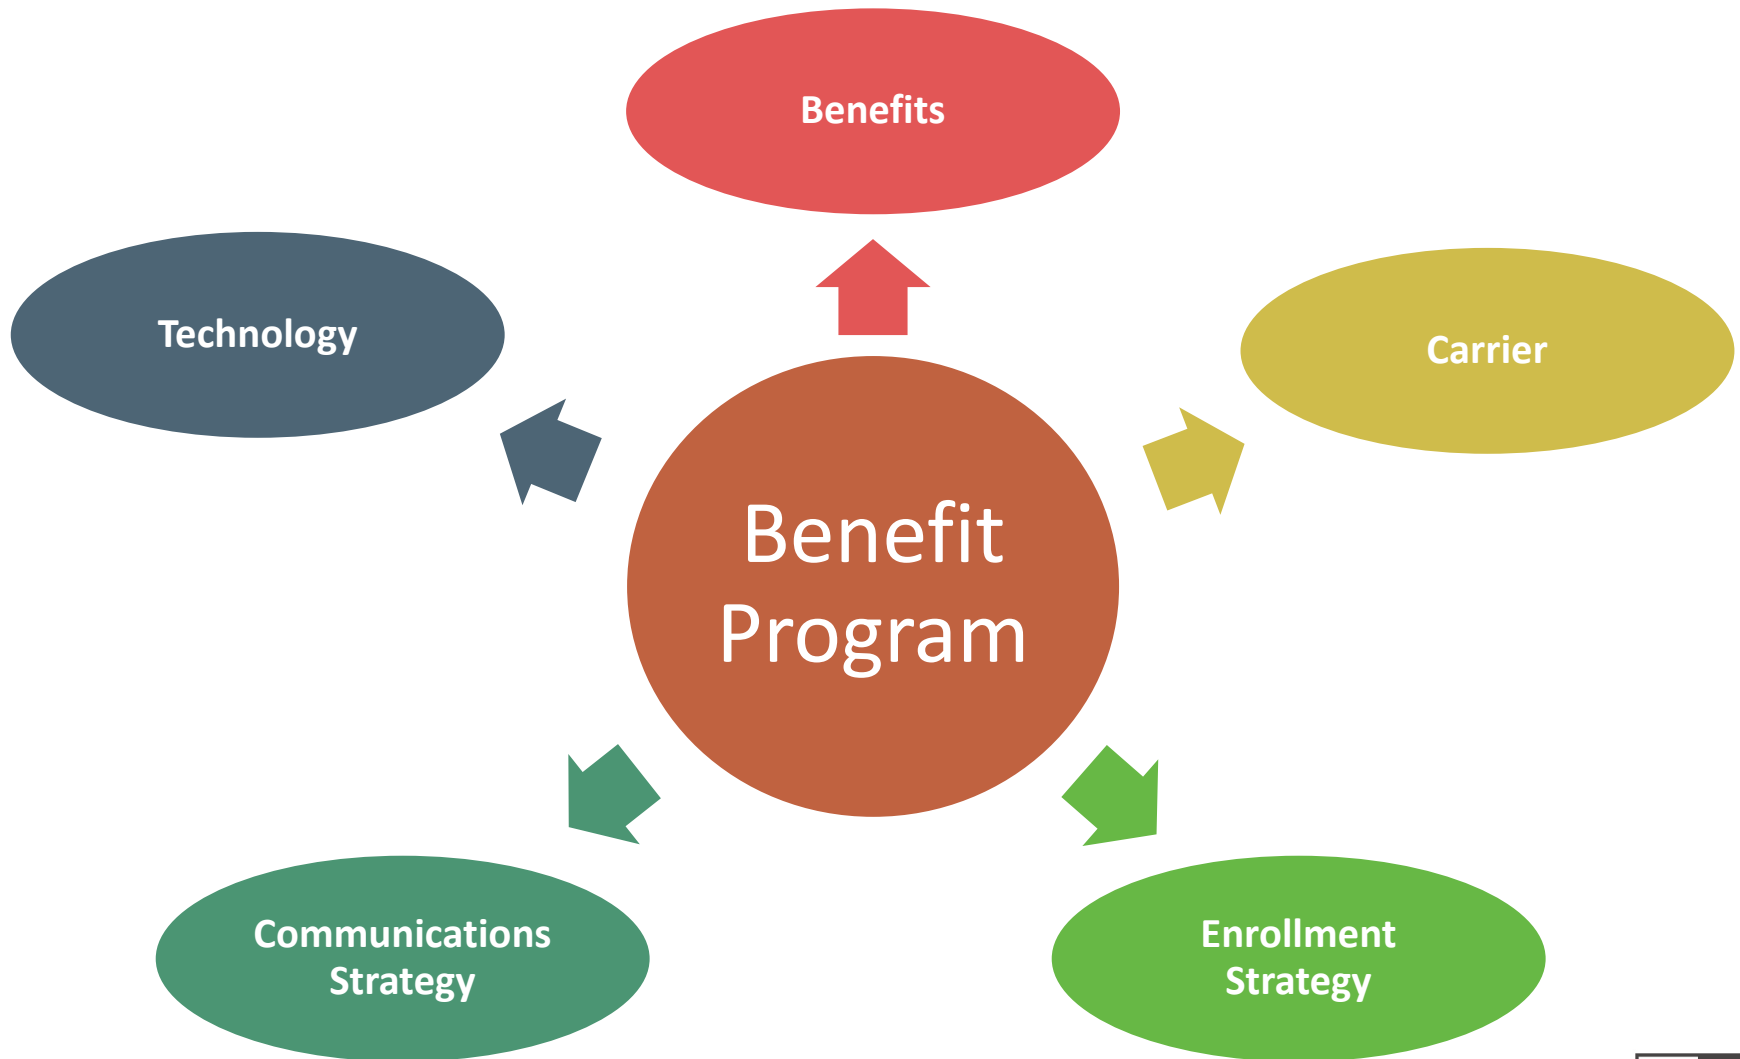 Benefits
Technology
Carrier
Benefit
Program
Communications
Strategy
Enrollment
Strategy